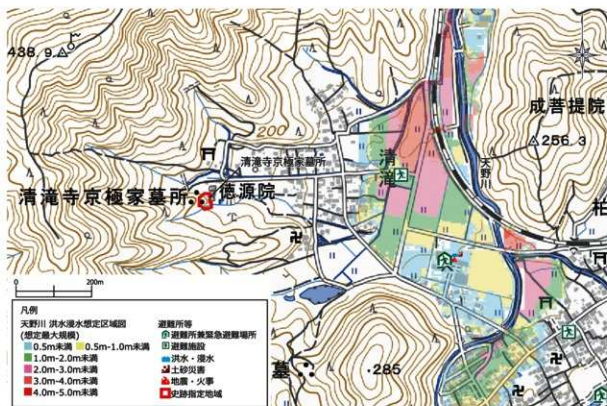 438.9
成菩提院
256.3
200
清滝寺京極家墓所
清滝
天野川
清滝寺京極家墓所
徳源院
柏
0
200m
墓
285
凡例
天野川 洪水浸水想定区域図
(想定最大規模)
0.5m未満
0.5m-1.0m未満
1.0m-2.0m未満
2.0m-3.0m未満
3.0m-4.0m未満
4.0m-5.0m未満
避難所等
避難所兼緊急避難場所
避難施設
洪水・浸水
土砂災害
地震・火事
史跡指定地域